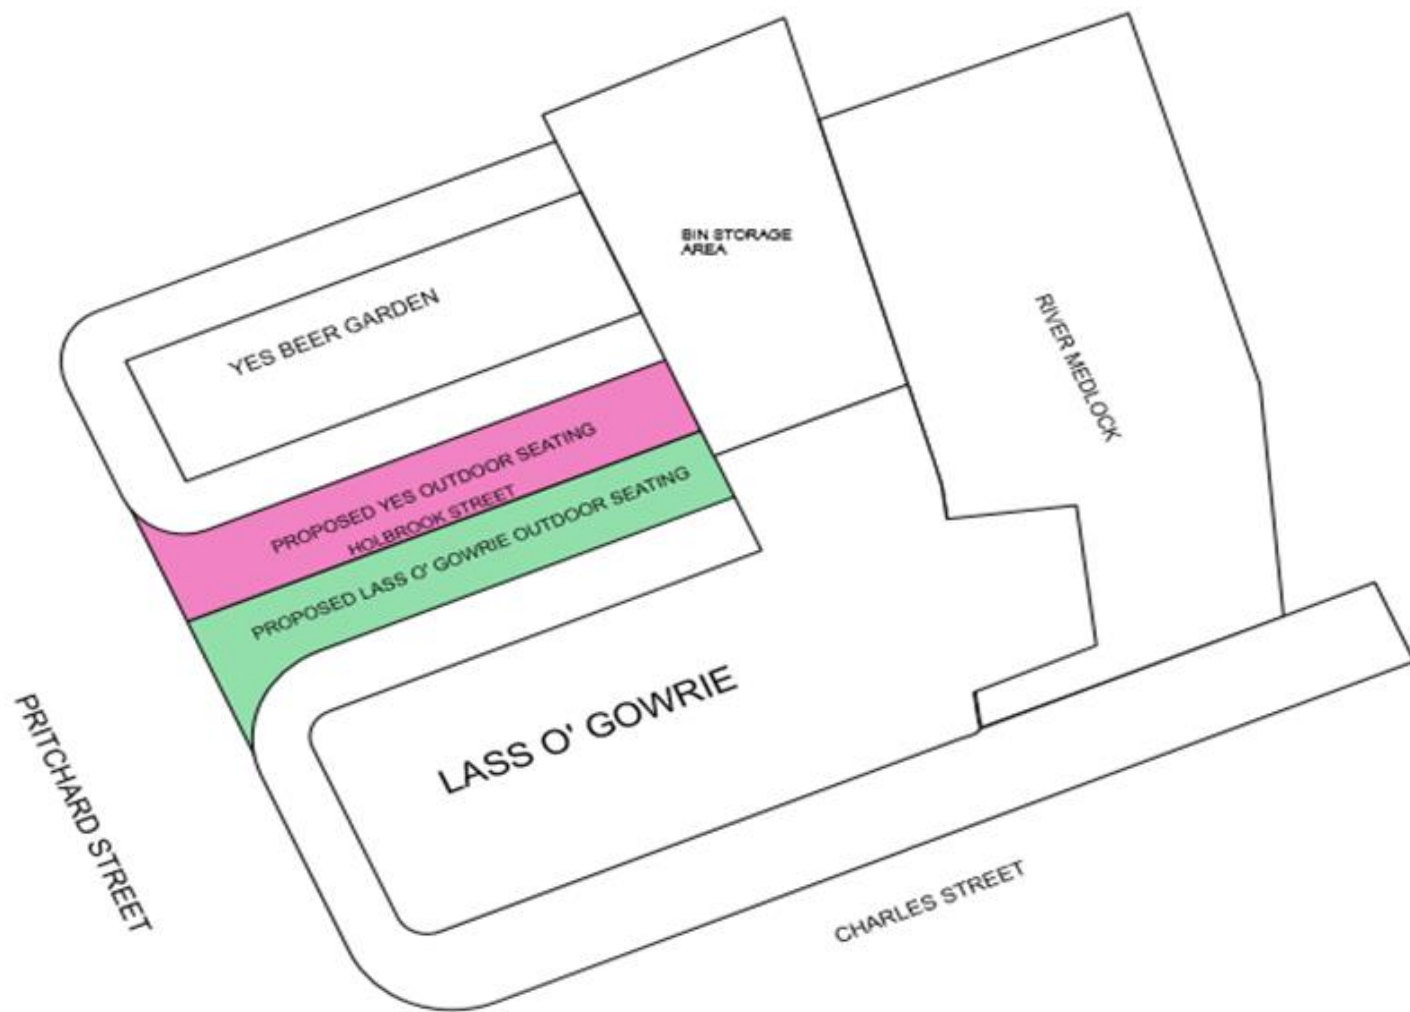 BIN STORAGE
AREA
YES BEER GARDEN
RIVER MEDLOCK
PROPOSED YES OUTDOOR SEATING
HOLBROOK STREET
PROPOSED LASS O' GOWRIE OUTDOOR SEATING
LASS O' GOWRIE
PRITCHARD STREET
CHARLES STREET